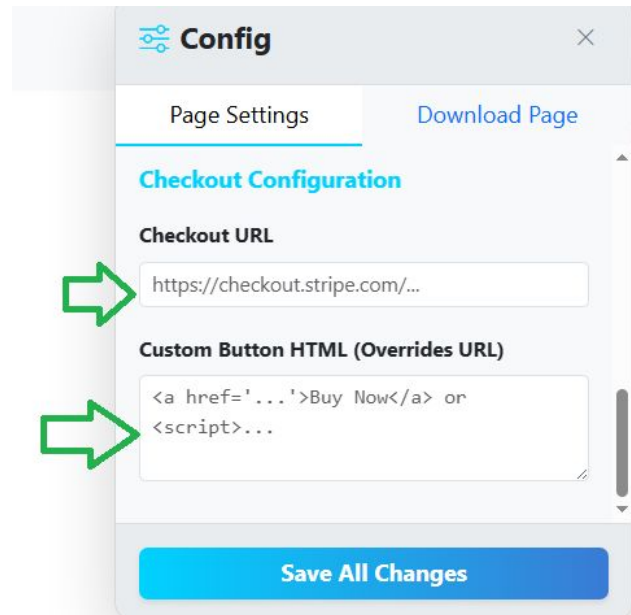 Config
Page Settings
Download Page
Checkout Configuration
Checkout URL
https://checkout.stripe.com/...
Custom Button HTML (Overrides URL)
<a href='...'>Buy Now</a> or
<script>...
Save All Changes